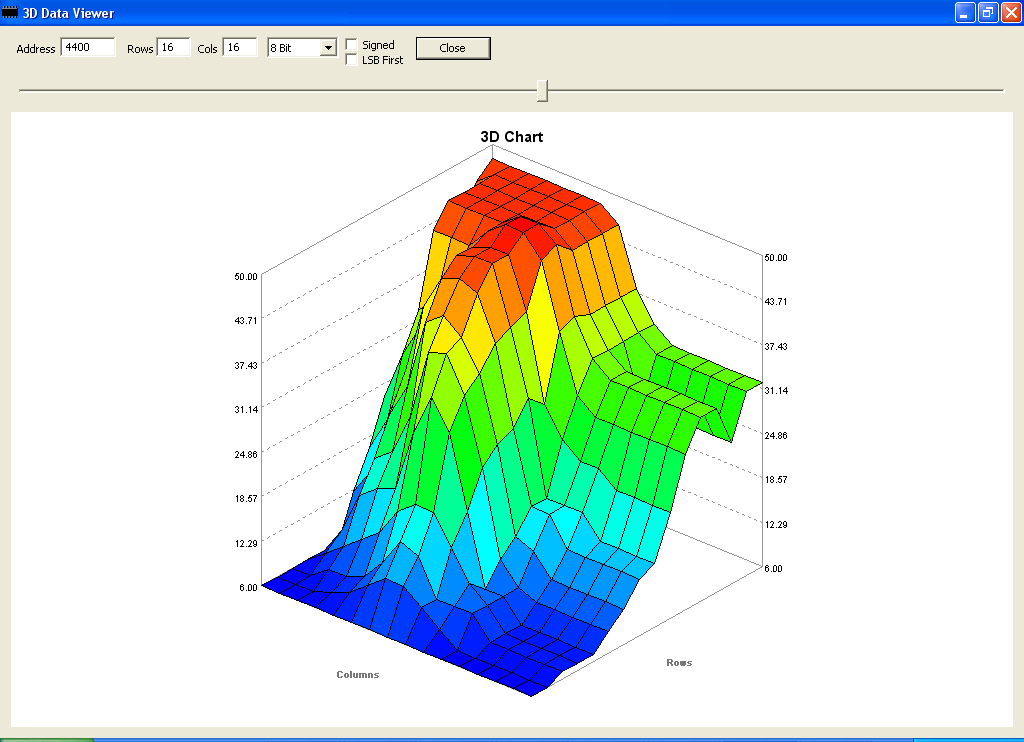 3D Data Viewer
Address 4400 Rows 16 Cols 16 8 Bit Signed Close
LSB First
3D Chart
50.00 50.00
43.71 43.71
37.43 37.43
31.14 31.14
24.86 24.86
18.57 18.57
12.29 12.29
6.00 6.00
Columns Rows